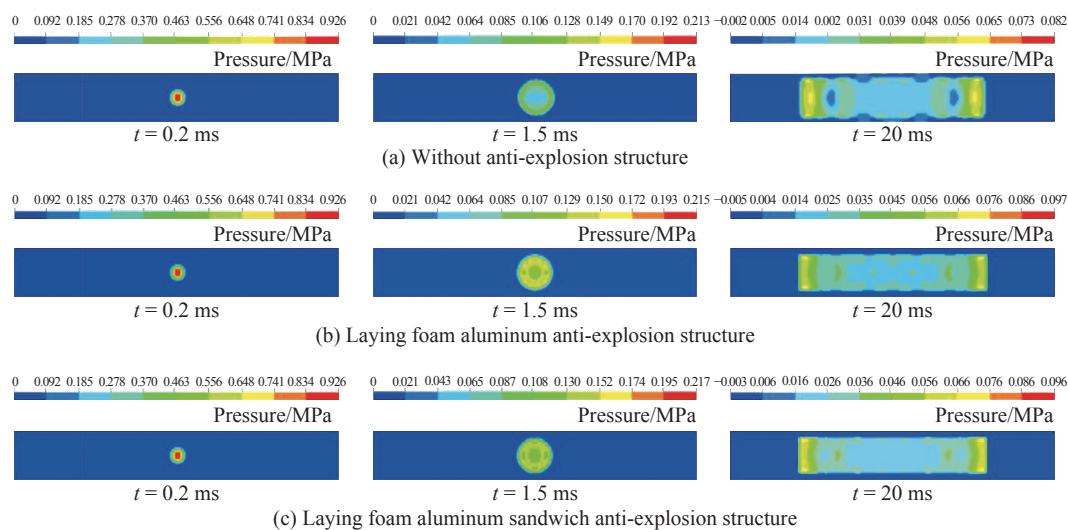 0 0.092 0.185 0.278 0.370 0.463 0.556 0.648 0.741 0.834 0.926
0 0.021 0.042 0.064 0.085 0.106 0.128 0.149 0.170 0.192 0.213
−0.002 0.005 0.014 0.002 0.031 0.039 0.048 0.056 0.065 0.073 0.082
Pressure/MPa
Pressure/MPa
Pressure/MPa
t = 0.2 ms
t = 1.5 ms
t = 20 ms
(a) Without anti-explosion structure
0 0.092 0.185 0.278 0.370 0.463 0.556 0.648 0.741 0.834 0.926
0 0.021 0.042 0.064 0.085 0.107 0.129 0.150 0.170 0.192 0.215
−0.005 0.004 0.014 0.025 0.035 0.045 0.055 0.066 0.076 0.086 0.097
Pressure/MPa
Pressure/MPa
Pressure/MPa
t = 0.2 ms
t = 1.5 ms
t = 20 ms
(b) Laying foam aluminum anti-explosion structure
0 0.092 0.185 0.278 0.370 0.463 0.556 0.648 0.741 0.834 0.926
0 0.021 0.043 0.065 0.087 0.108 0.130 0.152 0.174 0.195 0.217
−0.003 0.006 0.016 0.026 0.036 0.046 0.056 0.066 0.076 0.086 0.096
Pressure/MPa
Pressure/MPa
Pressure/MPa
t = 0.2 ms
t = 1.5 ms
t = 20 ms
(c) Laying foam aluminum sandwich anti-explosion structure